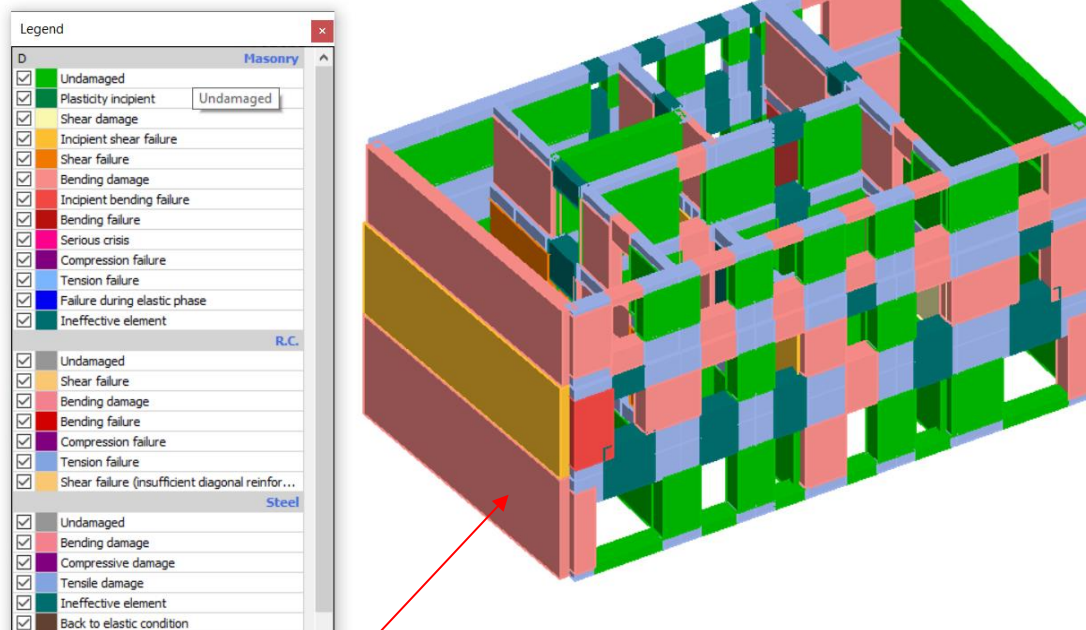 Legend
D Masonry
Undamaged
Plasticity incipient
Undamaged
Shear damage
Incipient shear failure
Shear failure
Bending damage
Incipient bending failure
Bending failure
Serious crisis
Compression failure
Tension failure
Failure during elastic phase
Ineffective element
R.C.
Undamaged
Shear failure
Bending damage
Bending failure
Compression failure
Tension failure
Shear failure (insufficient diagonal reinfor...
Steel
Undamaged
Bending damage
Compressive damage
Tensile damage
Ineffective element
Back to elastic condition